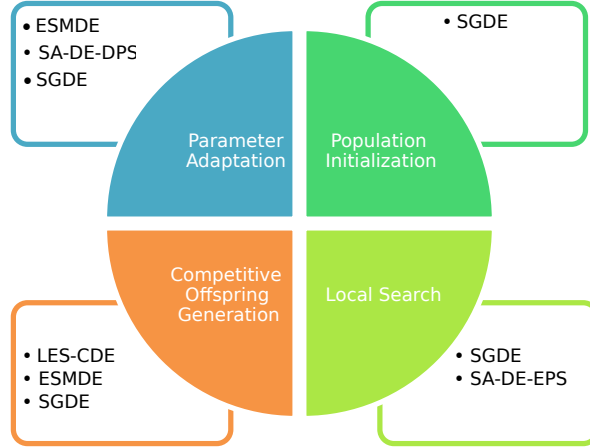 • ESMDE
• SA-DE-DPS
• SGDE
• SGDE
Parameter
Adaptation
Population
Initialization
Competitive
Offspring
Generation
Local Search
• LES-CDE
• ESMDE
• SGDE
• SGDE
• SA-DE-EPS